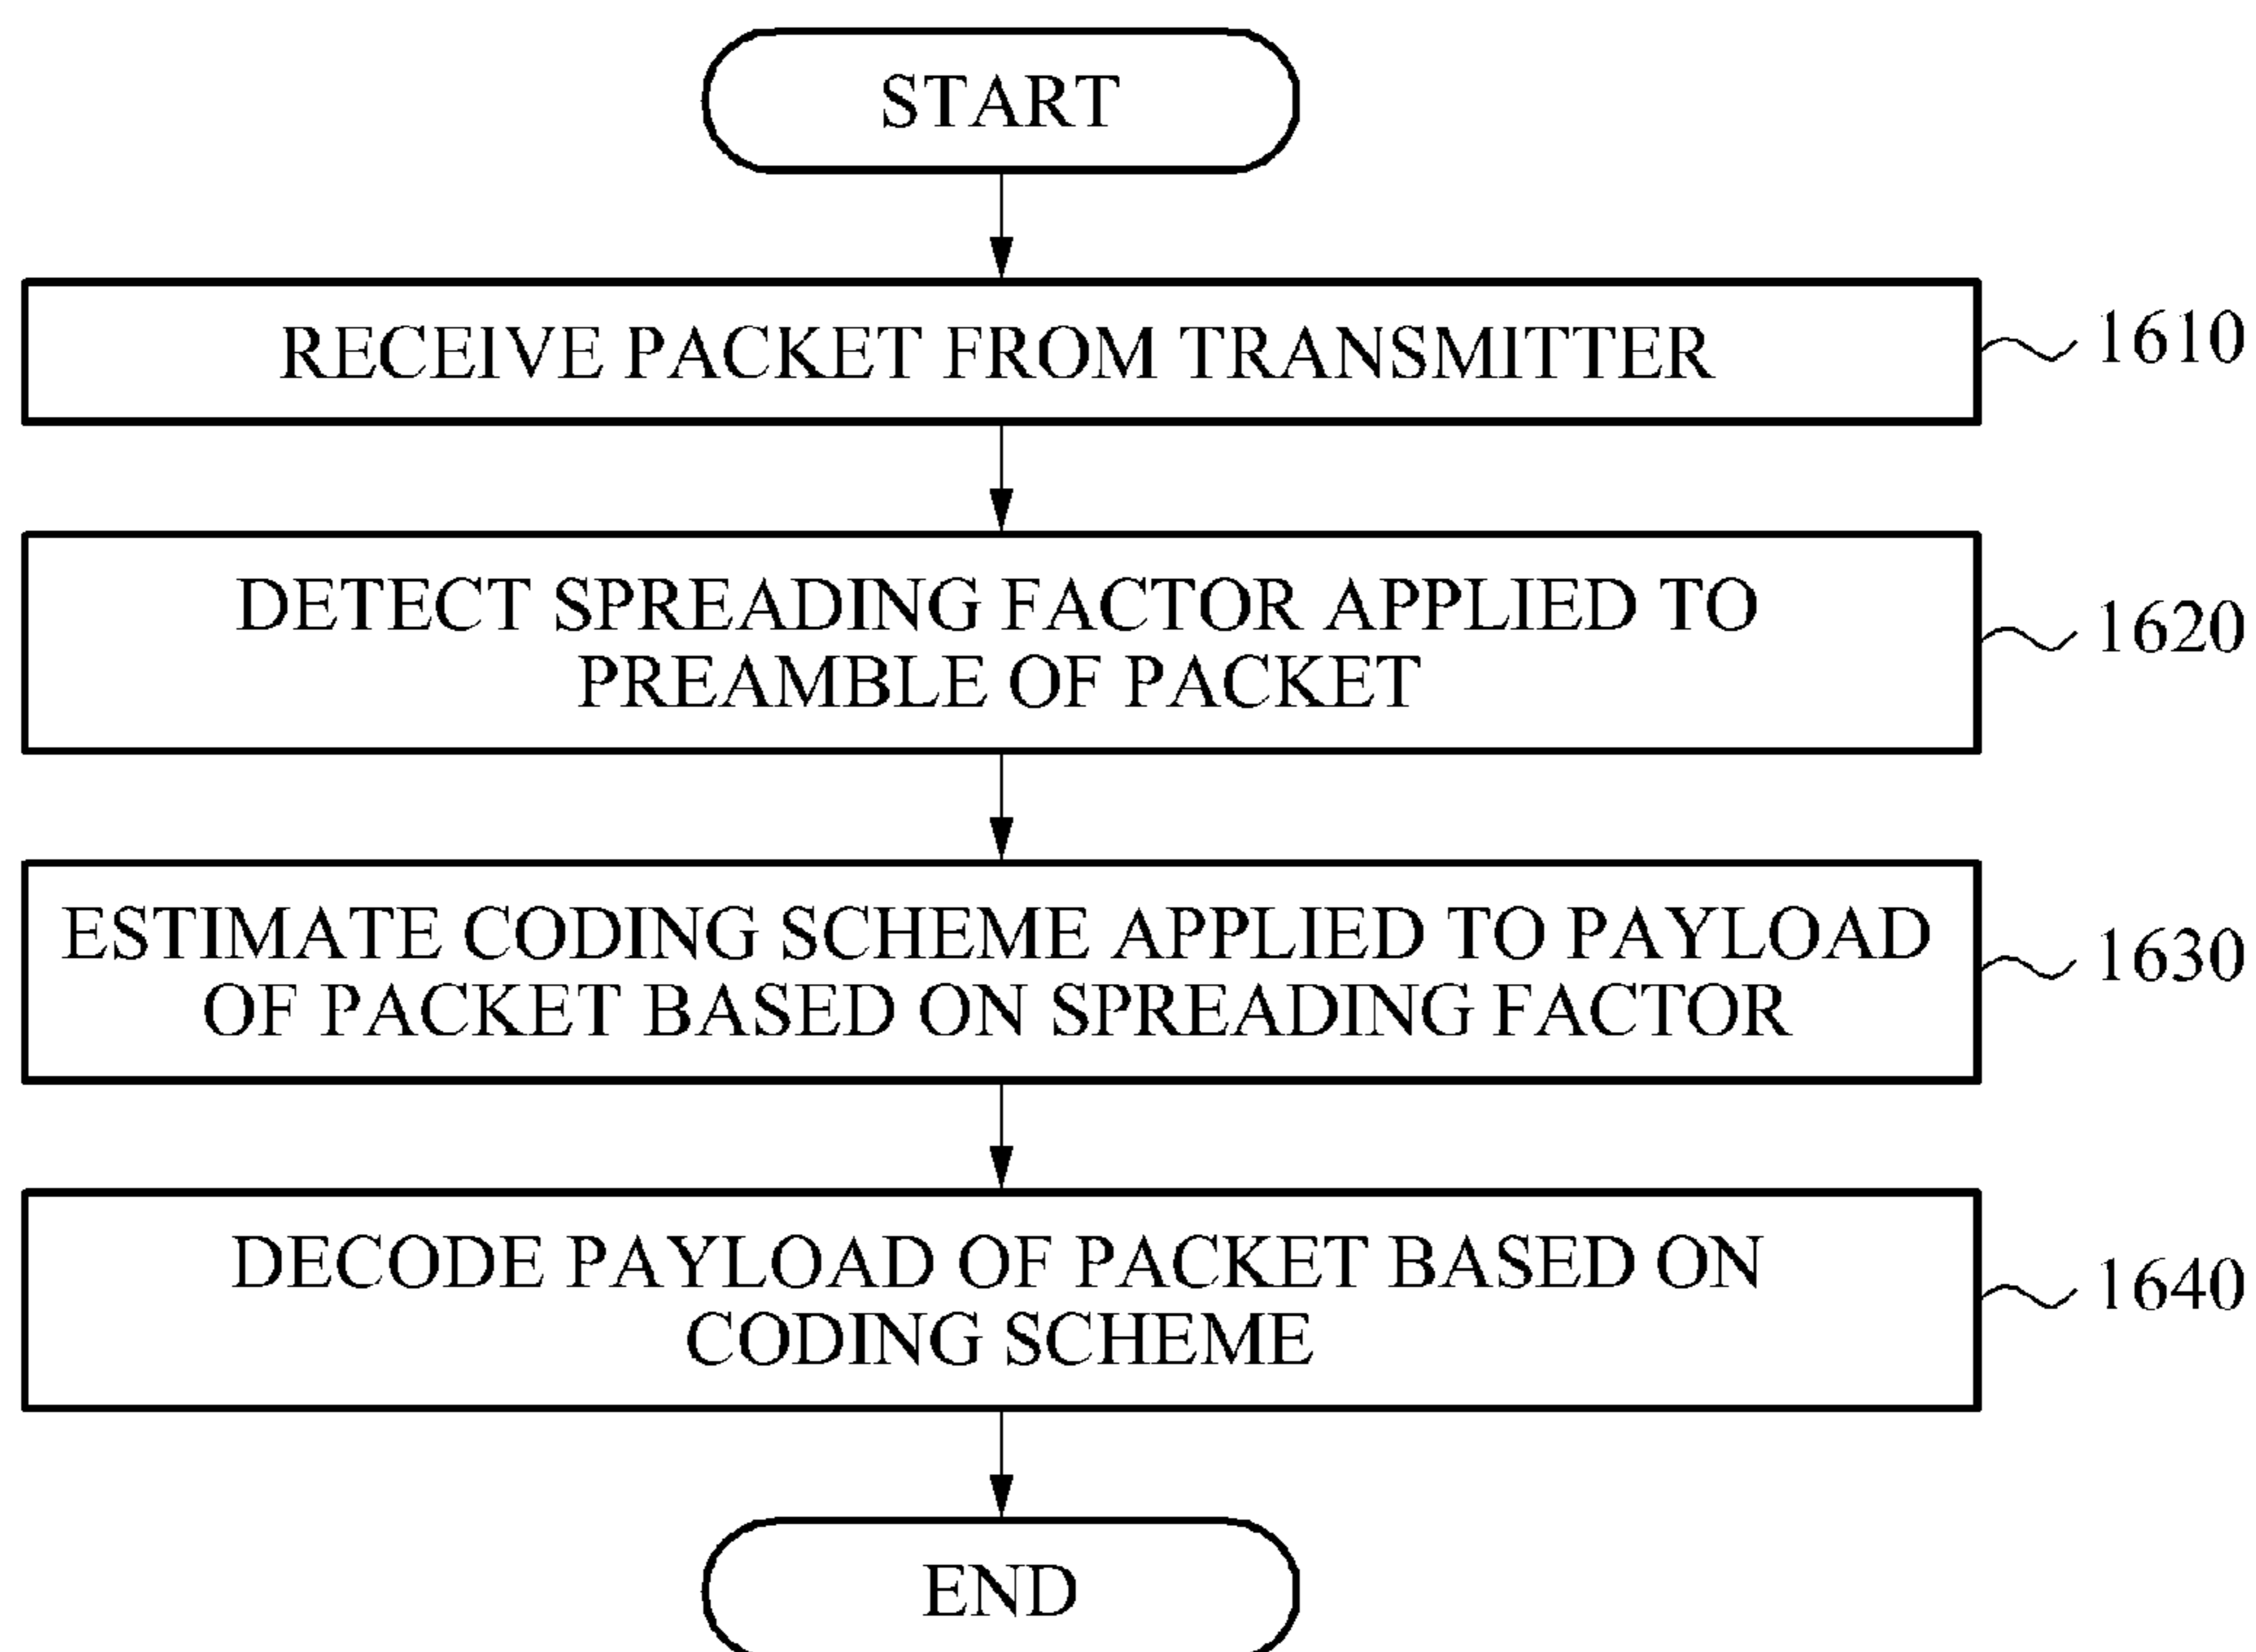 START
RECEIVE PACKET FROM TRANSMITTER
1610
DETECT SPREADING FACTOR APPLIED TO
PREAMBLE OF PACKET
1620
ESTIMATE CODING SCHEME APPLIED TO PAYLOAD
OF PACKET BASED ON SPREADING FACTOR
1630
DECODE PAYLOAD OF PACKET BASED ON
CODING SCHEME
1640
END